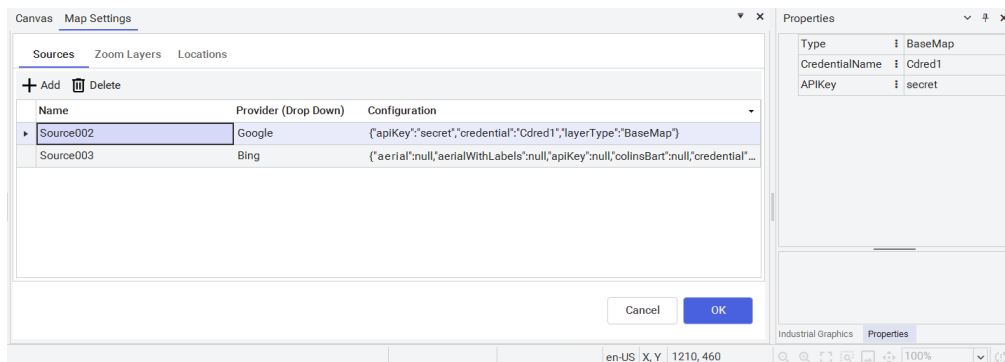 Canvas Map Settings
Sources Zoom Layers Locations
Add Delete
Name Provider (Drop Down) Configuration
Source002 Google {"apiKey":"secret","credential":"Cdred1","layerType":"BaseMap"}
Source003 Bing {"aerial":null,"aerialWithLabels":null,"apiKey":null,"colinsBart":null,"credential"...
Cancel OK
Properties
Type BaseMap
CredentialName Cdred1
APIKey secret
Industrial Graphics Properties
en-US X, Y 1210, 460 100%